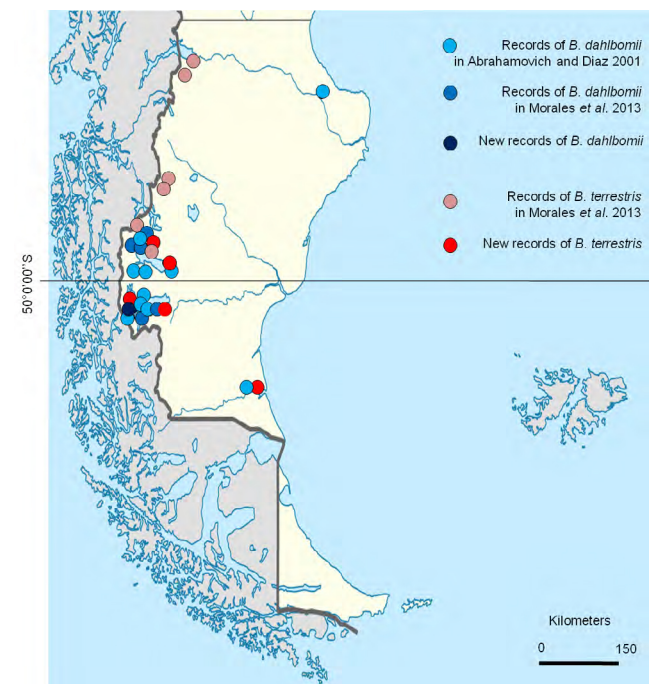 Records of B. dahlbomii
in Abrahamovich and Diaz 2001
Records of B. dahlbomii
in Morales et al. 2013
New records of B. dahlbomii
Records of B. terrestris
in Morales et al. 2013
New records of B. terrestris
50°0'00"S
Kilometers
0 150